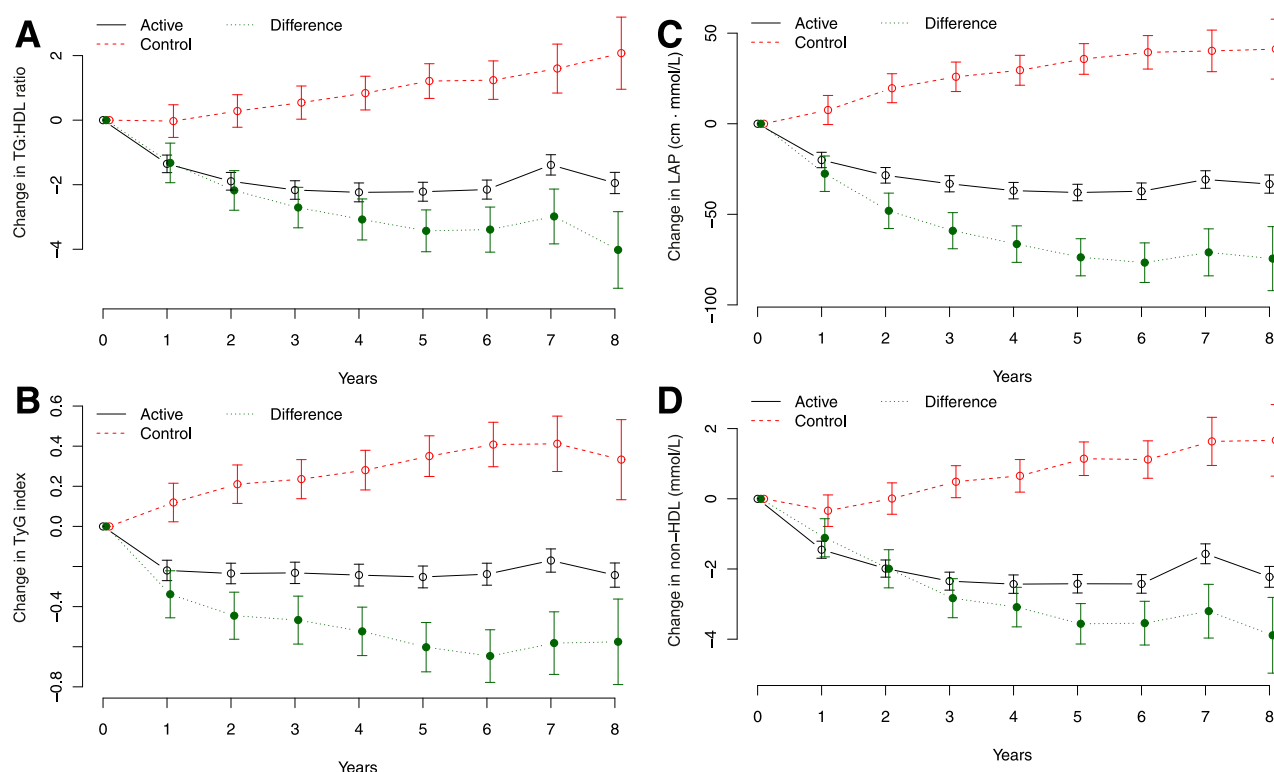 A
Active
Difference
Control
Change in TG:HDL ratio
2
0
−2
−4
0 1 2 3 4 5 6 7 8
Years
C
Active
Difference
Control
Change in LAP (cm · mmol/L)
50
0
−50
−100
0 1 2 3 4 5 6 7 8
Years
B
Active
Difference
Control
Change in TyG index
0.6
0.4
0.2
0.0
−0.4
−0.8
0 1 2 3 4 5 6 7 8
Years
D
Active
Difference
Control
Change in non−HDL (mmol/L)
2
0
−2
−4
0 1 2 3 4 5 6 7 8
Years